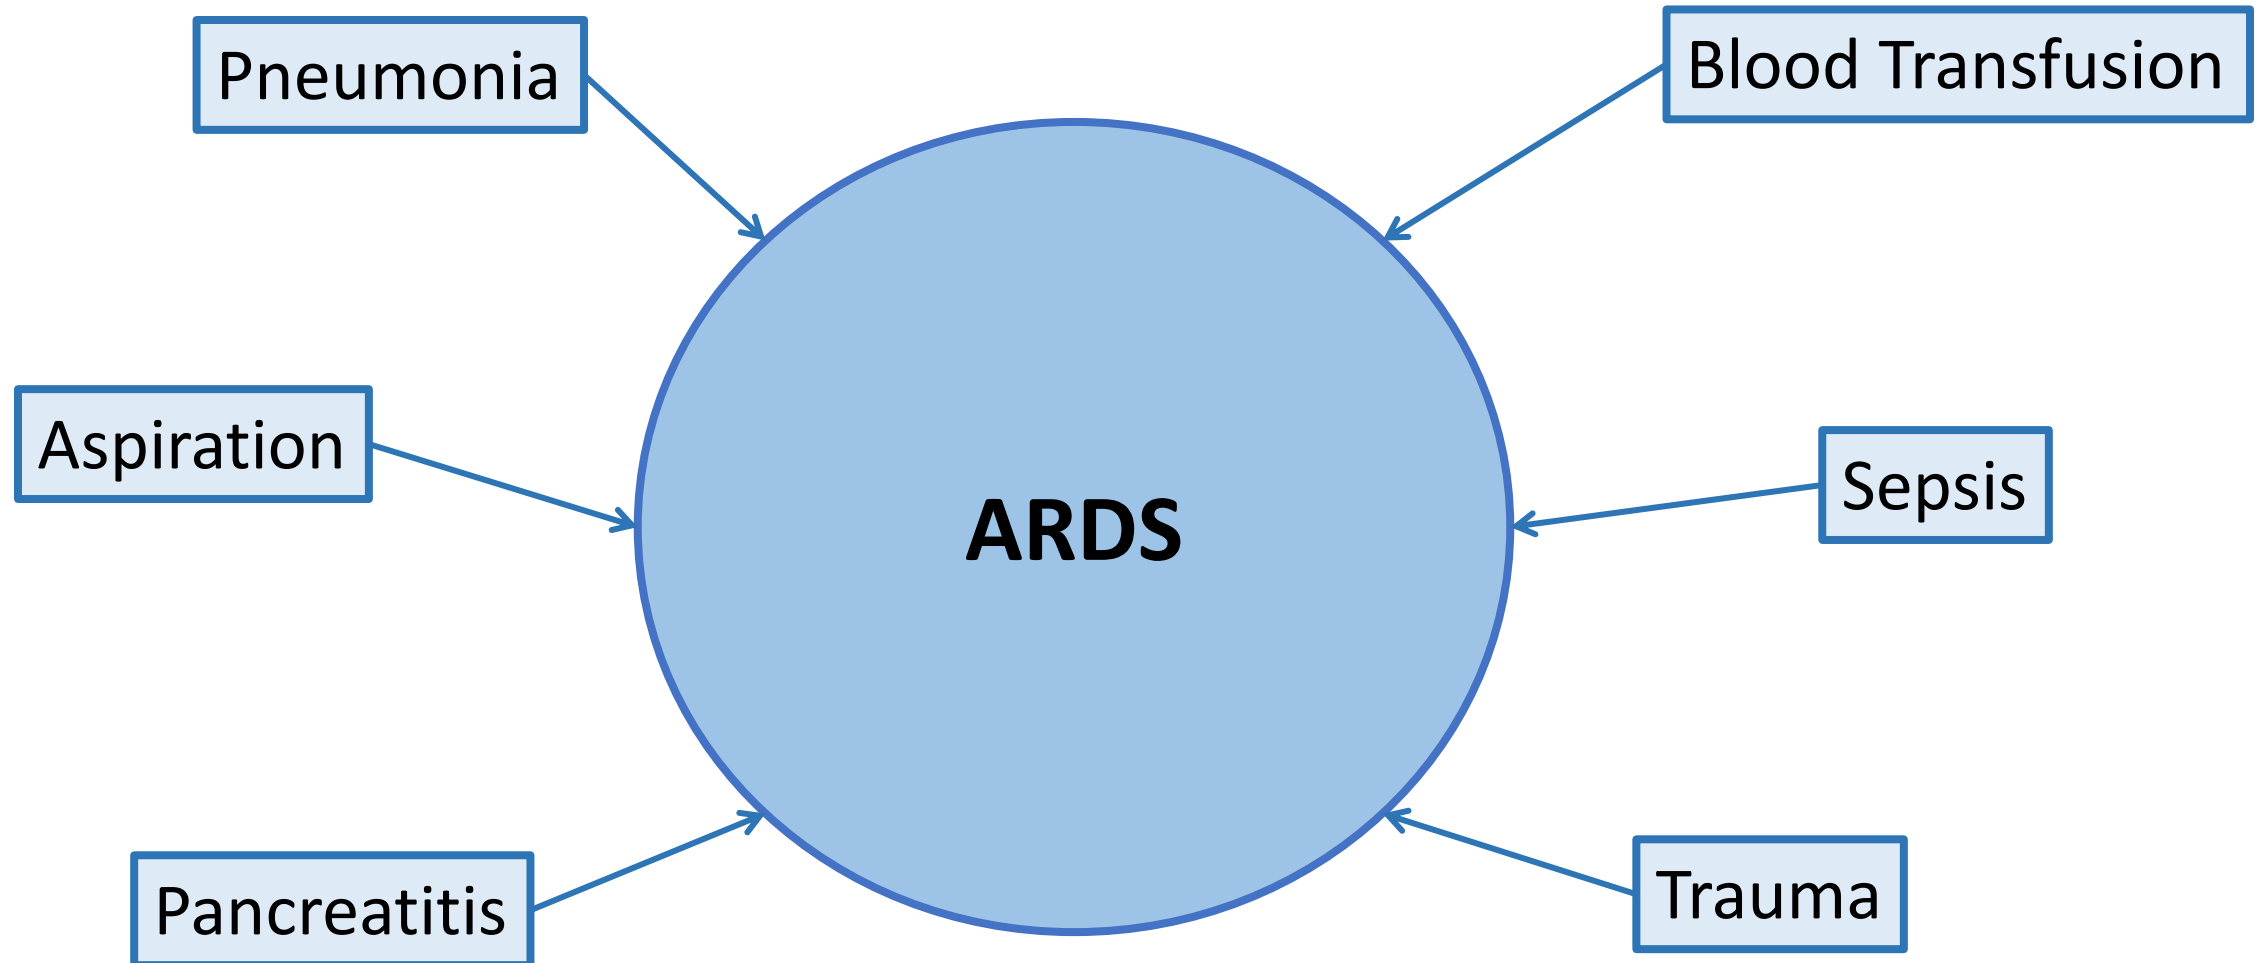 Pneumonia
Blood Transfusion
Aspiration
Sepsis
ARDS
Pancreatitis
Trauma